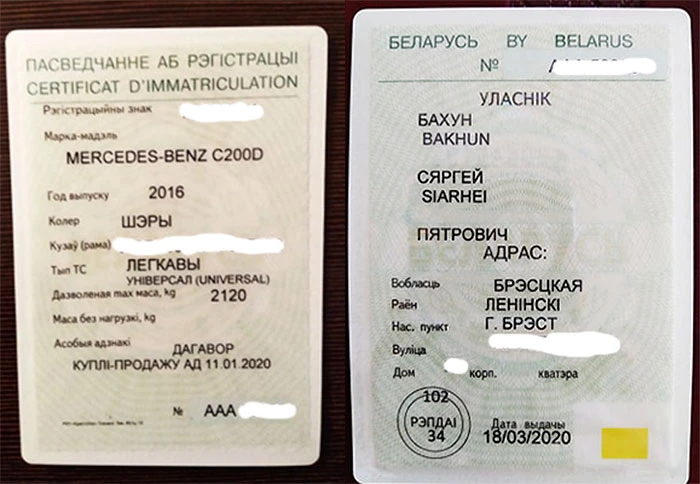 ПАСВЕДЧАННЕ АБ РЭГІСТРАЦЫІ
CERTIFICAT D'IMMATRICULATION
Рэгістрацыйны знак
Марка-мадэль
MERCEDES-BENZ C200D
Год выпуску 2016
Колер ШЭРЫ
Кузаў (рама)
Тып ТС ЛЕГКАВЫ
УНІВЕРСАЛ (UNIVERSAL)
Дазволеная max маса, kg 2120
Маса без нагрузкі, kg
Асобыя адзнакі ДАГАВОР
КУПЛІ-ПРОДАЖУ АД 11.01.2020
№ ААА
БЕЛАРУСЬ BY BELARUS
№
УЛАСНІК
БАХУН
BAKHUN
СЯРГЕЙ
SIARHEI
ПЯТРОВИЧ
АДРАС:
Вобласць БРЭСЦКАЯ
Раён ЛЕНІНСКІ
Нас. пункт Г. БРЭСТ
Вуліца
Дом корп. кватэра
102
РЭПДАІ
34
Дата выдачы
18/03/2020